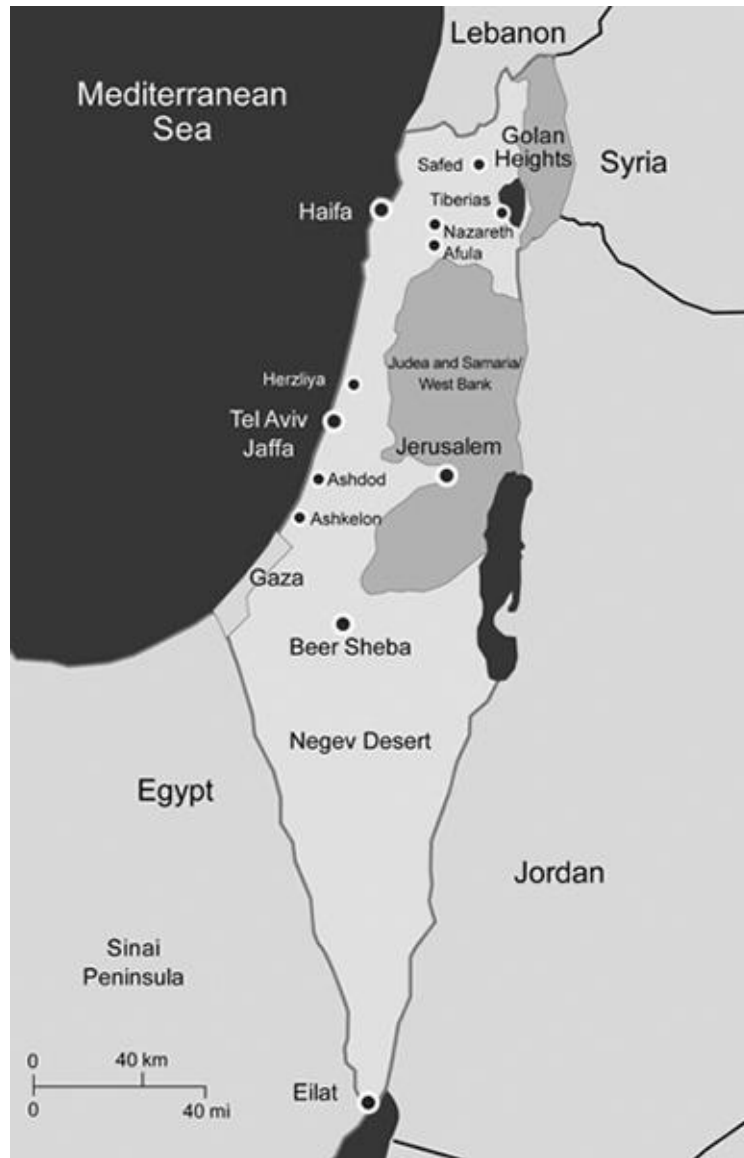 Lebanon
Mediterranean
Sea
Golan
Heights
Syria
Safed
Tiberias
Haifa
Nazareth
Afula
Judea and Samaria/
West Bank
Herzliya
Tel Aviv
Jaffa
Jerusalem
Ashdod
Ashkelon
Gaza
Beer Sheba
Negev Desert
Egypt
Jordan
Sinai
Peninsula
0 40 km
0 40 mi
Eilat